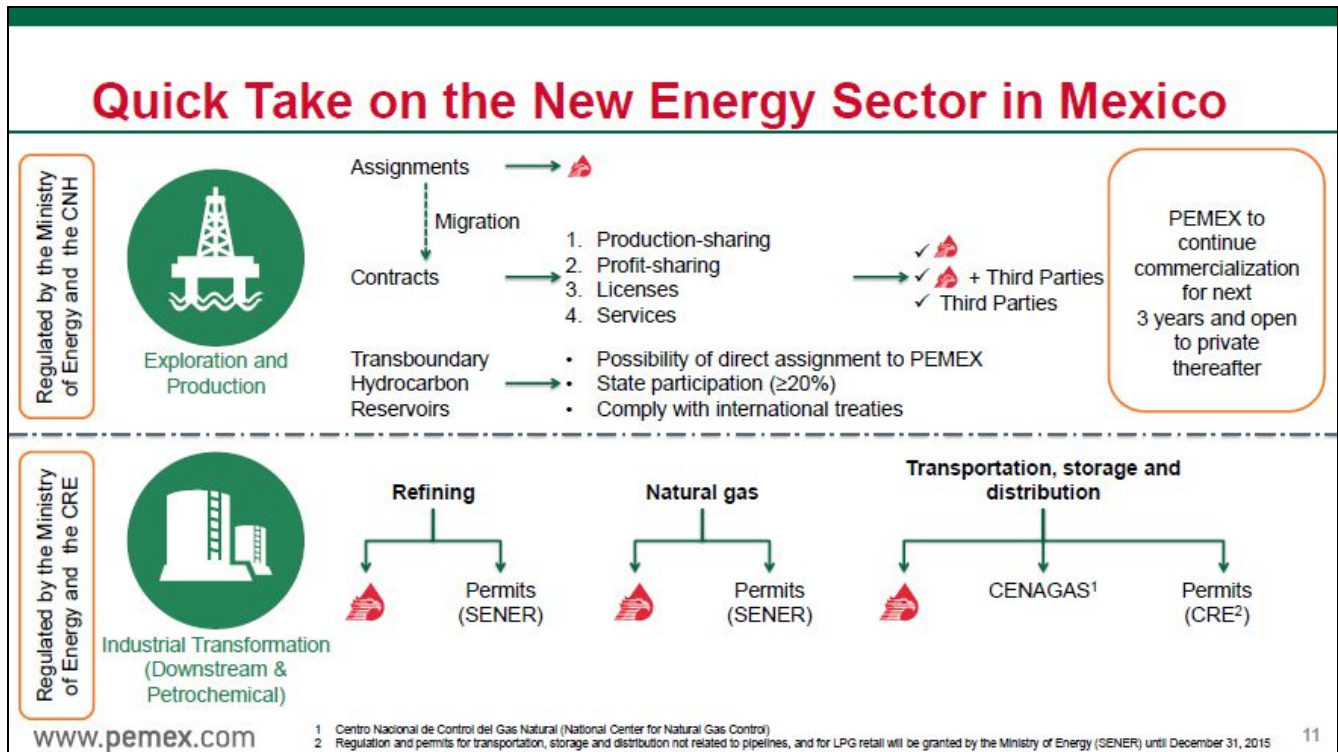 Quick Take on the New Energy Sector in Mexico
Regulated by the Ministry
of Energy and the CNH
Exploration and
Production
Assignments
Migration
Contracts
1. Production-sharing
2. Profit-sharing
3. Licenses
4. Services
✓
✓ + Third Parties
✓ Third Parties
Transboundary
Hydrocarbon
Reservoirs
• Possibility of direct assignment to PEMEX
• State participation (≥20%)
• Comply with international treaties
PEMEX to
continue
commercialization
for next
3 years and open
to private
thereafter
Regulated by the Ministry
of Energy and the CRE
Industrial Transformation
(Downstream &
Petrochemical)
Refining
Permits
(SENER)
Natural gas
Permits
(SENER)
Transportation, storage and
distribution
CENAGAS¹
Permits
(CRE²)
www.pemex.com
1 Centro Nacional de Control del Gas Natural (National Center for Natural Gas Control)
2 Regulation and permits for transportation, storage and distribution not related to pipelines, and for LPG retail will be granted by the Ministry of Energy (SENER) until December 31, 2015
11